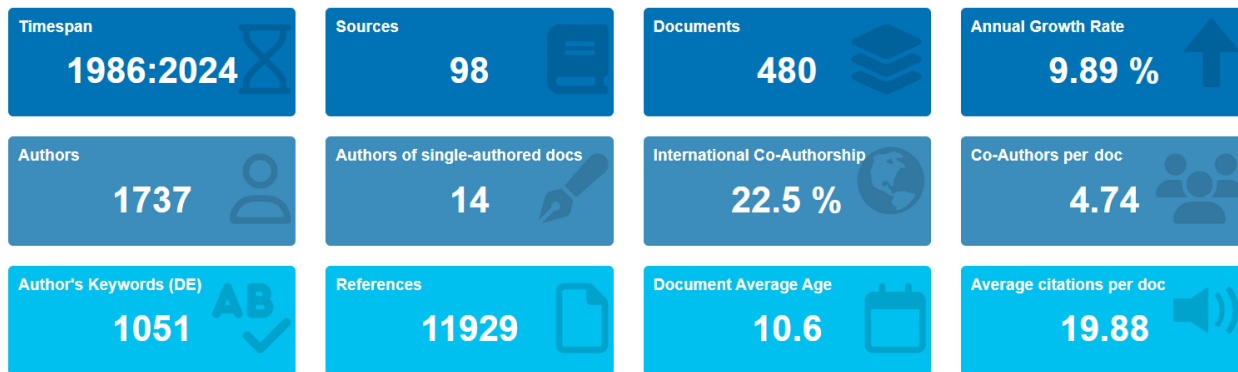 Timespan
1986:2024
Sources
98
Documents
480
Annual Growth Rate
9.89 %
Authors
1737
Authors of single-authored docs
14
International Co-Authorship
22.5 %
Co-Authors per doc
4.74
Author's Keywords (DE)
AB
1051
References
11929
Document Average Age
10.6
Average citations per doc
19.88